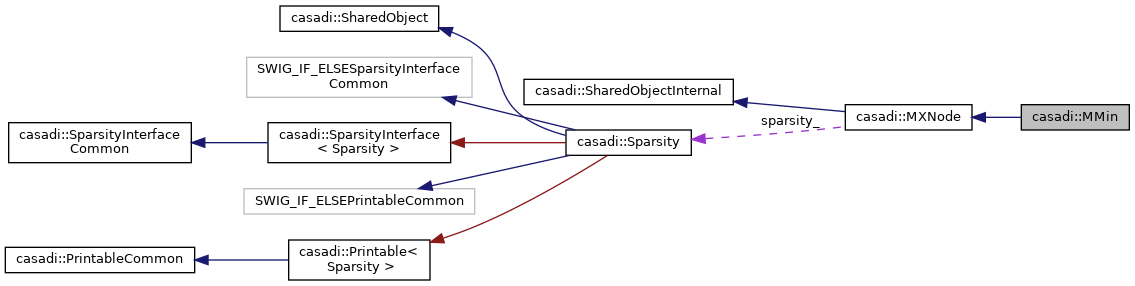 casadi::SharedObject
SWIG_IF_ELSESparsityInterface
Common
casadi::SharedObjectInternal
casadi::MXNode
casadi::MMin
sparsity_
casadi::SparsityInterface
Common
casadi::SparsityInterface
< Sparsity >
casadi::Sparsity
SWIG_IF_ELSEPrintableCommon
casadi::PrintableCommon
casadi::Printable<
Sparsity >